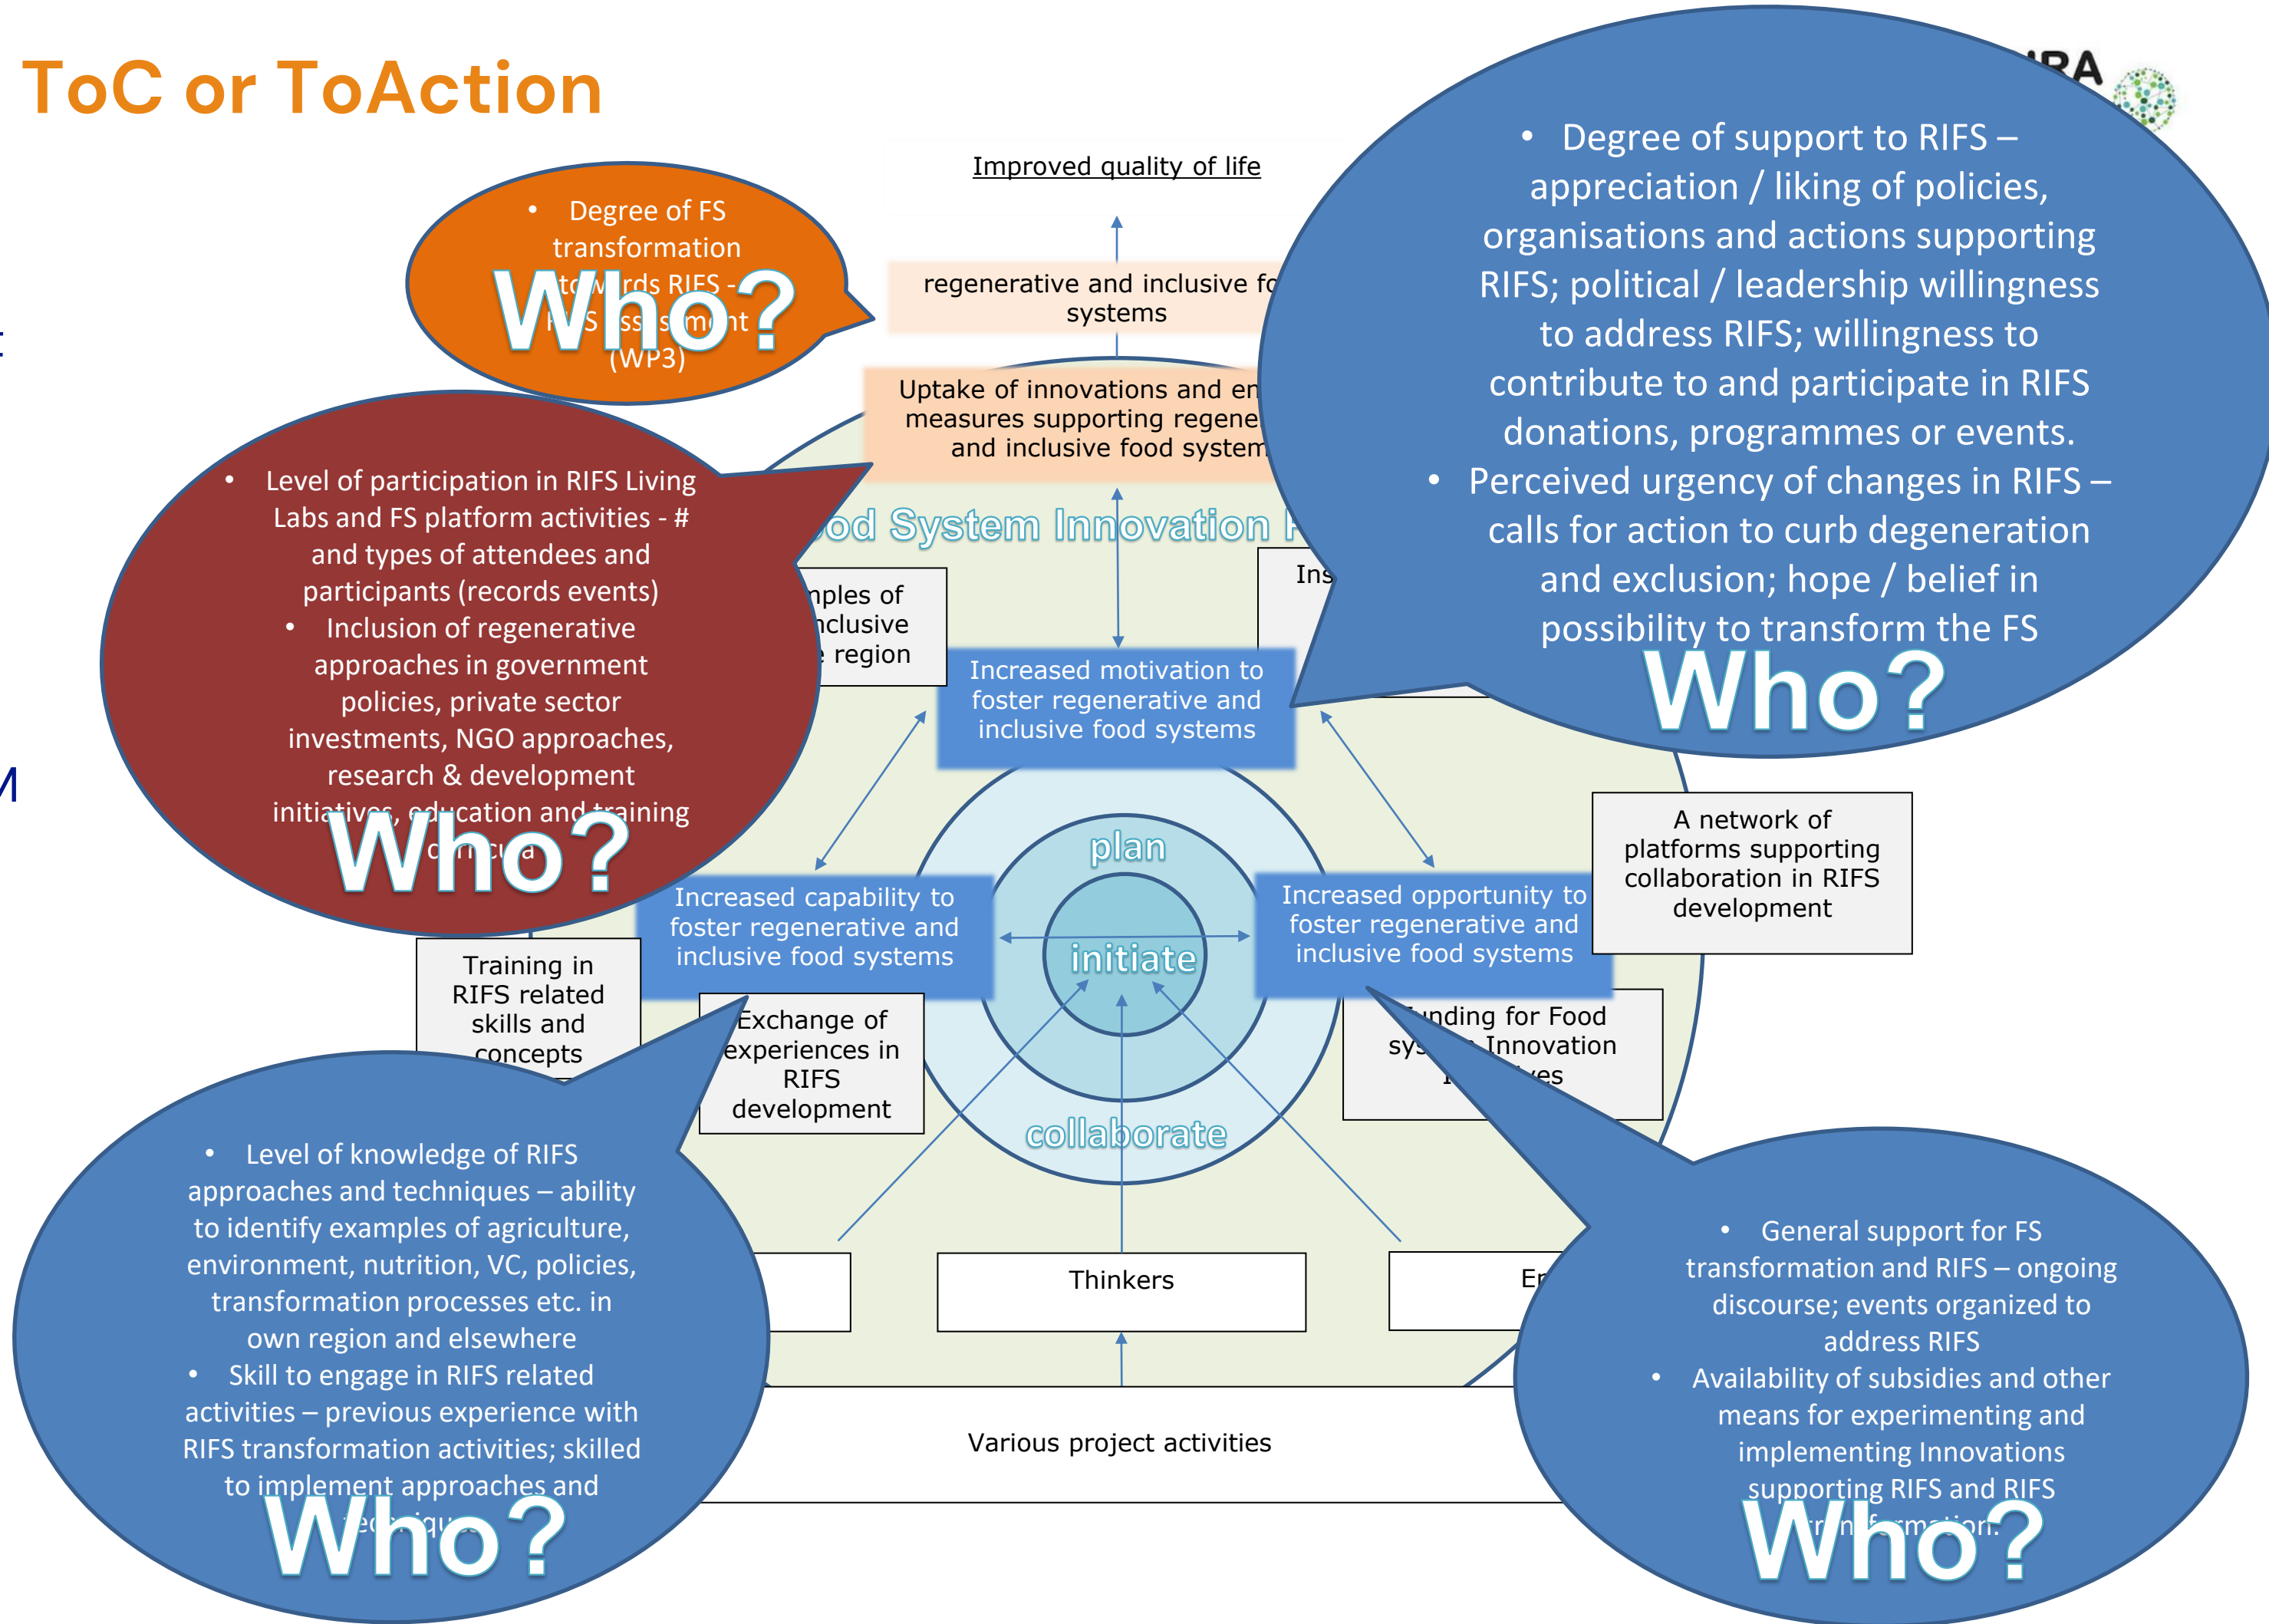 ToC or ToAction
Improved quality of life
regenerative and inclusive
systems
Uptake of innovations and
measures supporting
and inclusive food
System Innovation
• Degree of FS
transformation
towards RIFS -
(WP3)
Who?
• Level of participation in RIFS Living
Labs and FS platform activities - #
and types of attendees and
participants (records events)
• Inclusion of regenerative
approaches in government
policies, private sector
investments, NGO approaches,
research & development
initiatives, education and training
Who?
• Degree of support to RIFS –
appreciation / liking of policies,
organisations and actions supporting
RIFS; political / leadership willingness
to address RIFS; willingness to
contribute to and participate in RIFS
donations, programmes or events.
• Perceived urgency of changes in RIFS –
calls for action to curb degeneration
and exclusion; hope / belief in
possibility to transform the FS
Who?
of
region
Increased motivation to
foster regenerative and
inclusive food systems
plan
initiate
collaborate
Increased capability to
foster regenerative and
inclusive food systems
Increased opportunity to
foster regenerative and
inclusive food systems
A network of
platforms supporting
collaboration in RIFS
development
Training in
RIFS related
skills and
concepts
Exchange of
experiences in
RIFS
development
for Food
Innovation
• Level of knowledge of RIFS
approaches and techniques – ability
to identify examples of agriculture,
environment, nutrition, VC, policies,
transformation processes etc. in
own region and elsewhere
• Skill to engage in RIFS related
activities – previous experience with
RIFS transformation activities; skilled
to implement approaches and
Who?
Thinkers
Various project activities
• General support for FS
transformation and RIFS – ongoing
discourse; events organized to
address RIFS
• Availability of subsidies and other
means for experimenting and
implementing Innovations
supporting RIFS and RIFS
Who?